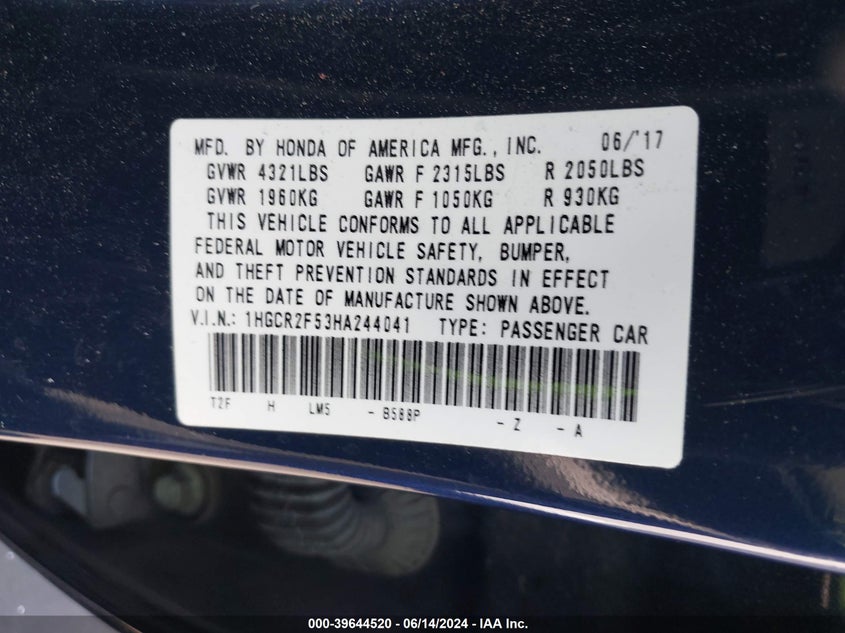 MFD. BY HONDA OF AMERICA MFG., INC. 06/'17
GVWR 4321LBS GAWR F 2315LBS R 2050LBS
GVWR 1960KG GAWR F 1050KG R 930KG
THIS VEHICLE CONFORMS TO ALL APPLICABLE
FEDERAL MOTOR VEHICLE SAFETY, BUMPER,
AND THEFT PREVENTION STANDARDS IN EFFECT
ON THE DATE OF MANUFACTURE SHOWN ABOVE.
V.I.N.: 1HGCR2F53HA244041 TYPE: PASSENGER CAR
T2F H LM5 - B588P - Z - A
000-39644520 - 06/14/2024 - IAA Inc.